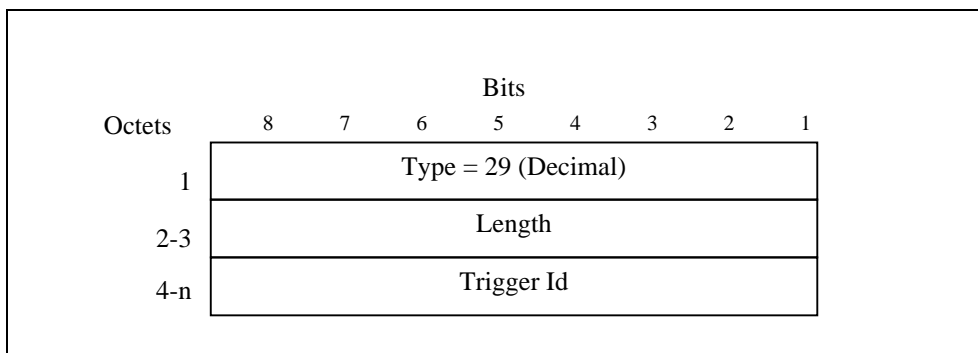 Bits
Octets 8 7 6 5 4 3 2 1
1 Type = 29 (Decimal)
2-3 Length
4-n Trigger Id